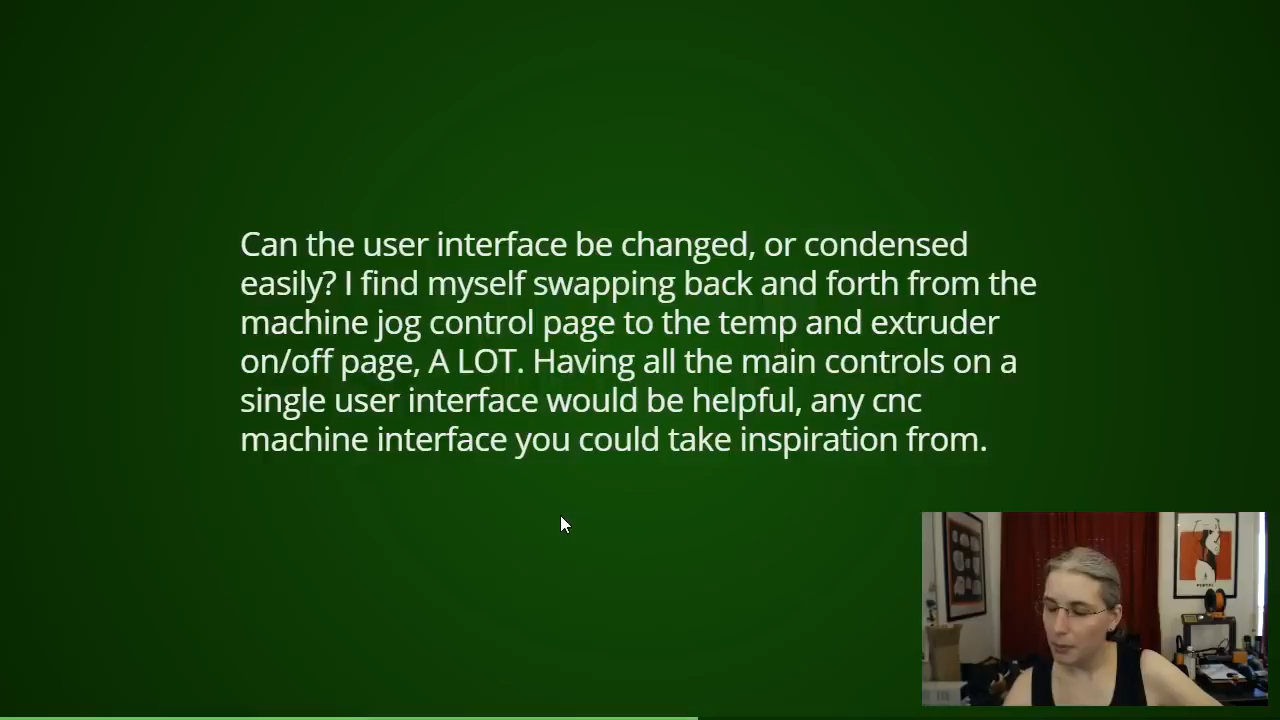 Can the user interface be changed, or condensed
easily? I find myself swapping back and forth from the
machine jog control page to the temp and extruder
on/off page, A LOT. Having all the main controls on a
single user interface would be helpful, any cnc
machine interface you could take inspiration from.